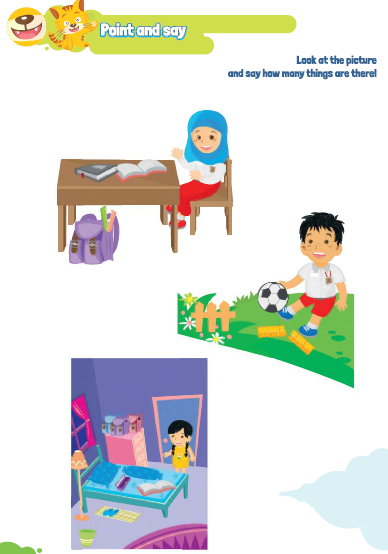 Point and say
Look at the picture
and say how many things are there!